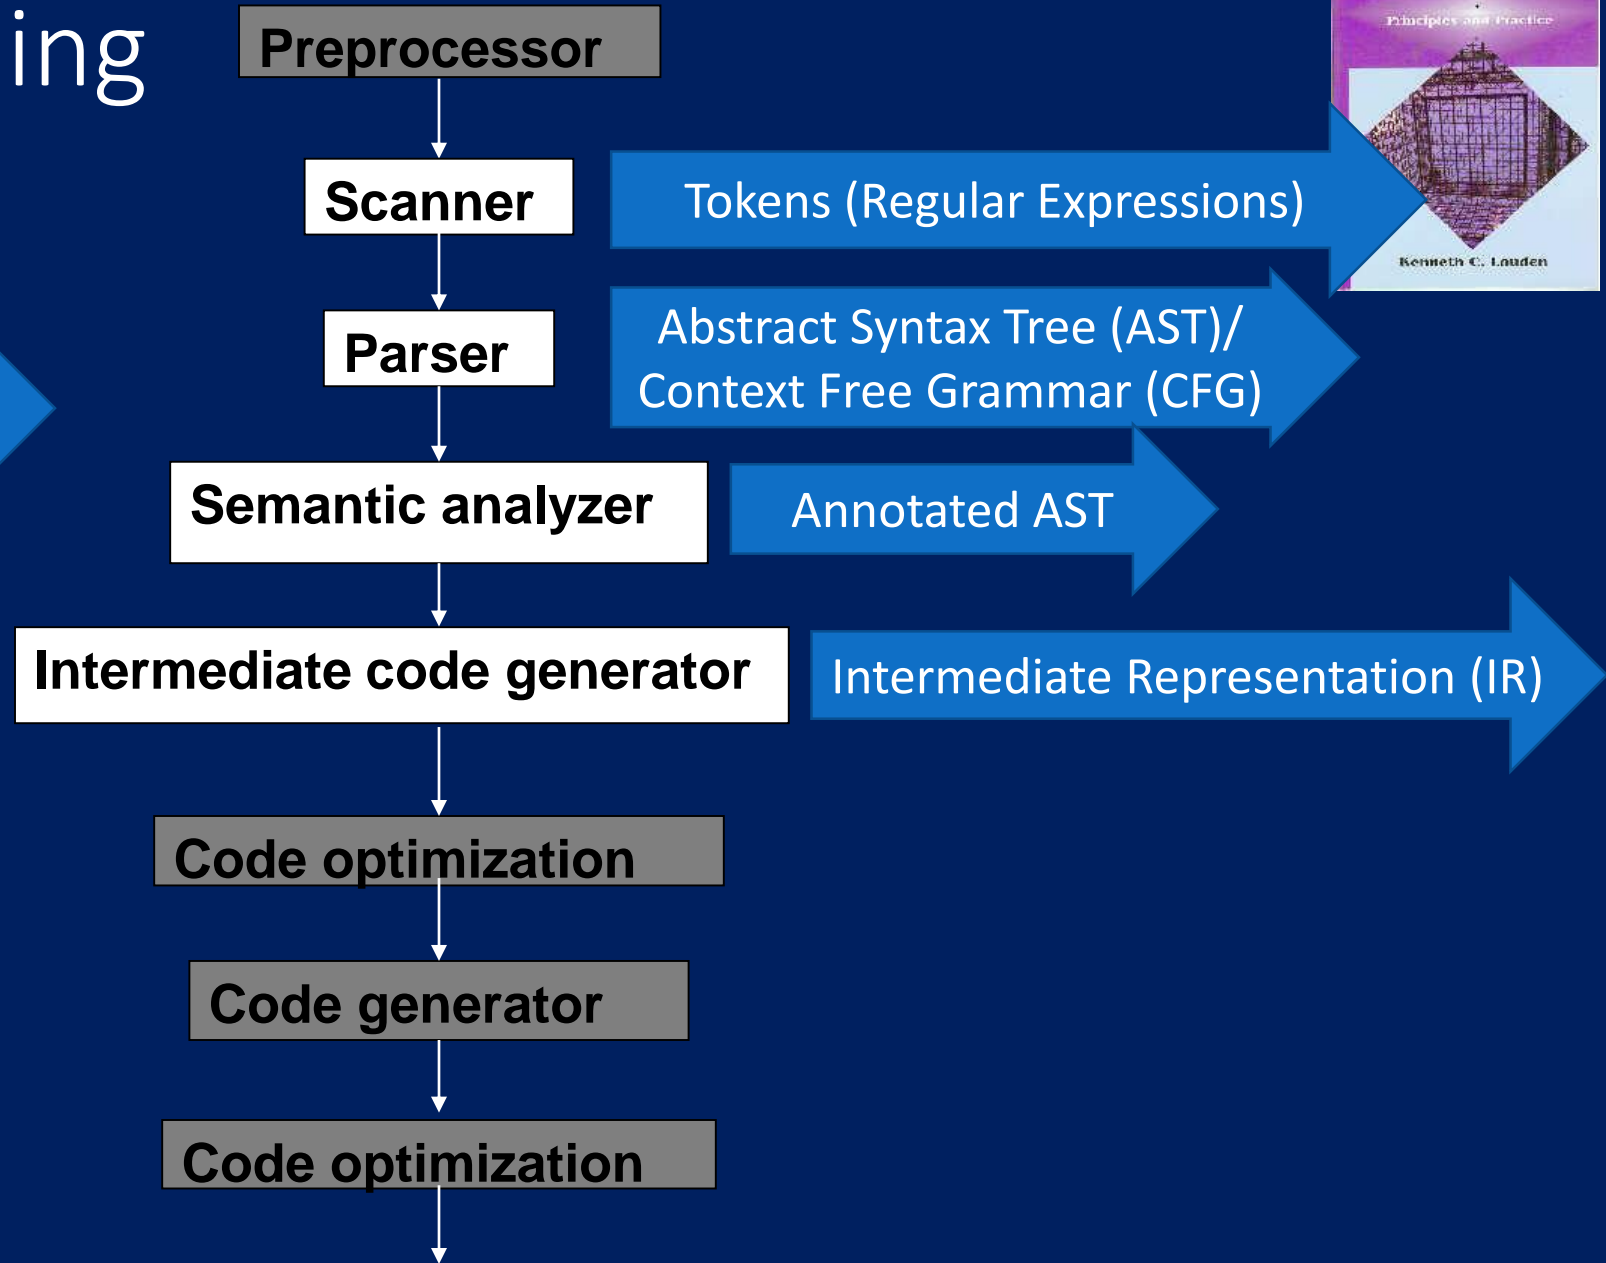 ing
Preprocessor
Principles and Practice
Scanner
Tokens (Regular Expressions)
Kenneth C. Louden
Parser
Abstract Syntax Tree (AST)/
Context Free Grammar (CFG)
Semantic analyzer
Annotated AST
Intermediate code generator
Intermediate Representation (IR)
Code optimization
Code generator
Code optimization